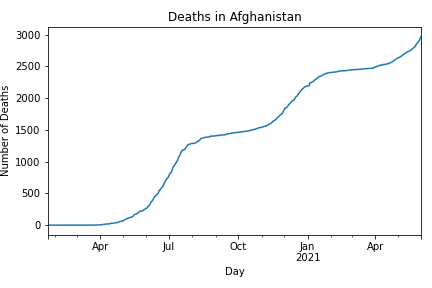 Deaths in Afghanistan
Number of Deaths
3000
2500
2000
1500
1000
500
0
Apr
Jul
Oct
Jan
2021
Apr
Day